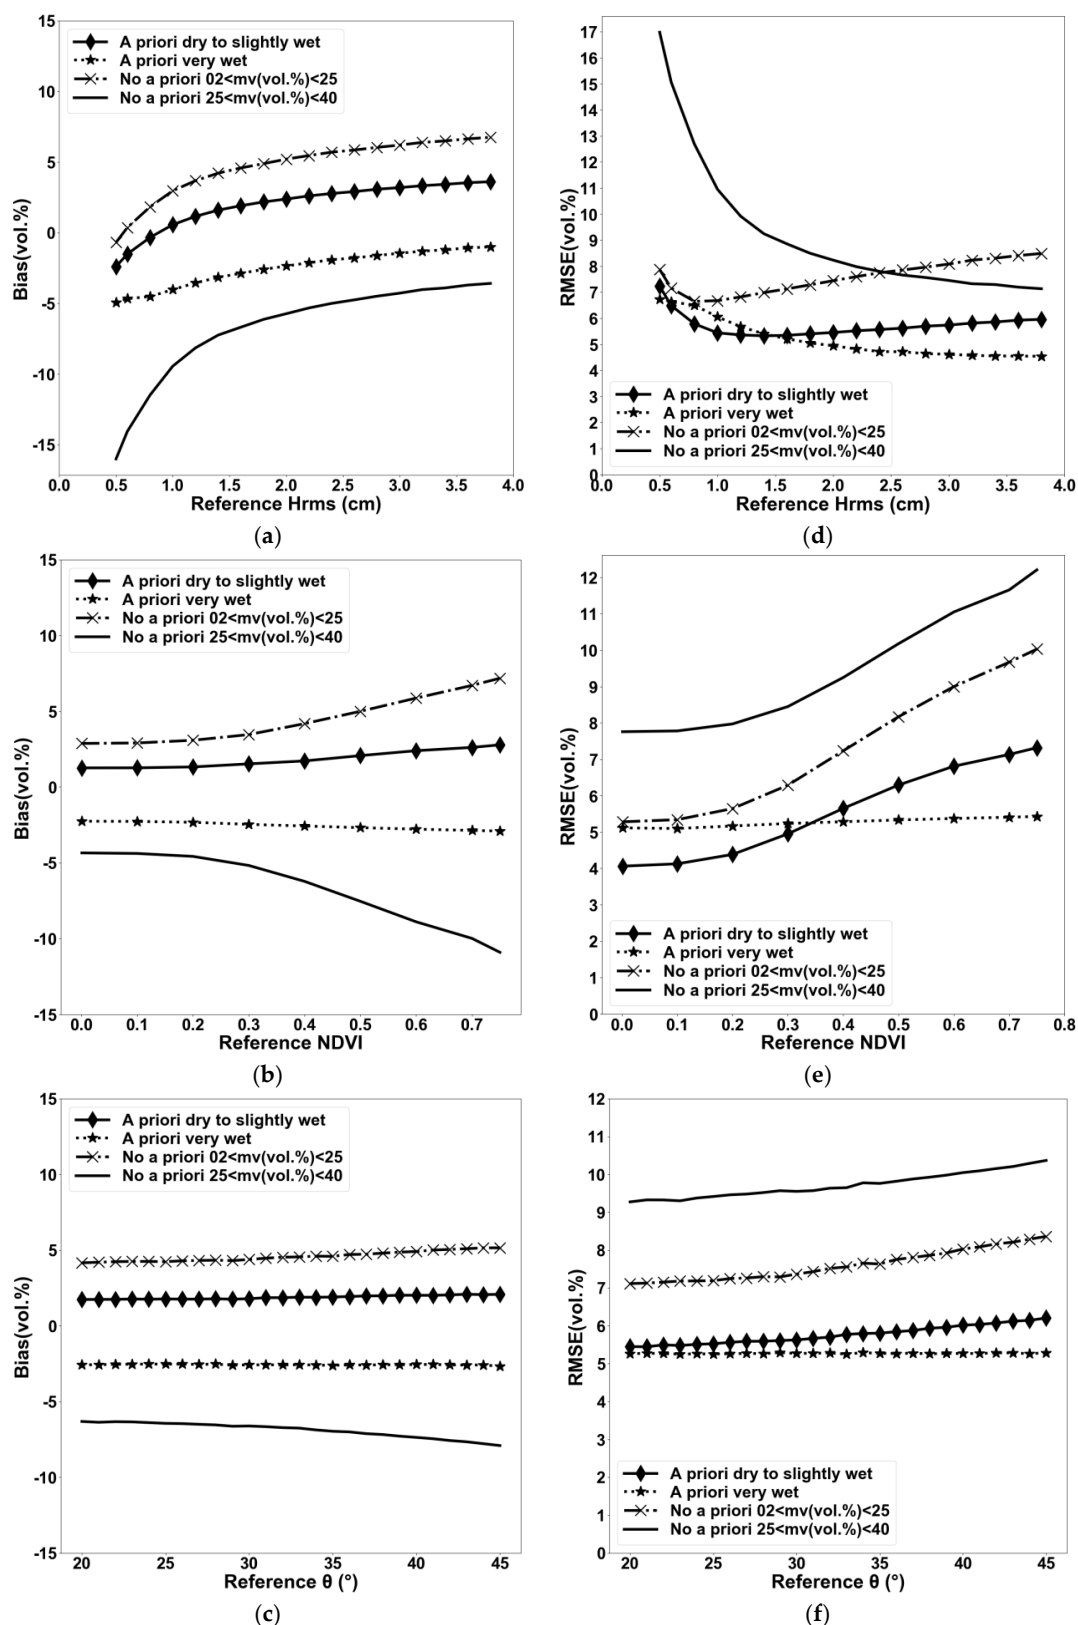 15
10
5
0
-5
-10
-15
Bias(vol.%)
A priori dry to slightly wet
A priori very wet
No a priori 02<mv(vol.%)<25
No a priori 25<mv(vol.%)<40
0.0 0.5 1.0 1.5 2.0 2.5 3.0 3.5 4.0
Reference Hrms (cm)
(a)
17
16
15
14
13
12
11
10
9
8
7
6
5
4
3
2
1
0
RMSE(vol.%)
A priori dry to slightly wet
A priori very wet
No a priori 02<mv(vol.%)<25
No a priori 25<mv(vol.%)<40
0.0 0.5 1.0 1.5 2.0 2.5 3.0 3.5 4.0
Reference Hrms (cm)
(d)
15
10
5
0
-5
-10
-15
Bias(vol.%)
A priori dry to slightly wet
A priori very wet
No a priori 02<mv(vol.%)<25
No a priori 25<mv(vol.%)<40
0.0 0.1 0.2 0.3 0.4 0.5 0.6 0.7
Reference NDVI
(b)
12
11
10
9
8
7
6
5
4
3
2
1
0
RMSE(vol.%)
A priori dry to slightly wet
A priori very wet
No a priori 02<mv(vol.%)<25
No a priori 25<mv(vol.%)<40
0.0 0.1 0.2 0.3 0.4 0.5 0.6 0.7 0.8
Reference NDVI
(e)
15
10
5
0
-5
-10
-15
Bias(vol.%)
A priori dry to slightly wet
A priori very wet
No a priori 02<mv(vol.%)<25
No a priori 25<mv(vol.%)<40
20 25 30 35 40 45
Reference θ (°)
(c)
12
11
10
9
8
7
6
5
4
3
2
1
0
RMSE(vol.%)
A priori dry to slightly wet
A priori very wet
No a priori 02<mv(vol.%)<25
No a priori 25<mv(vol.%)<40
20 25 30 35 40 45
Reference θ (°)
(f)